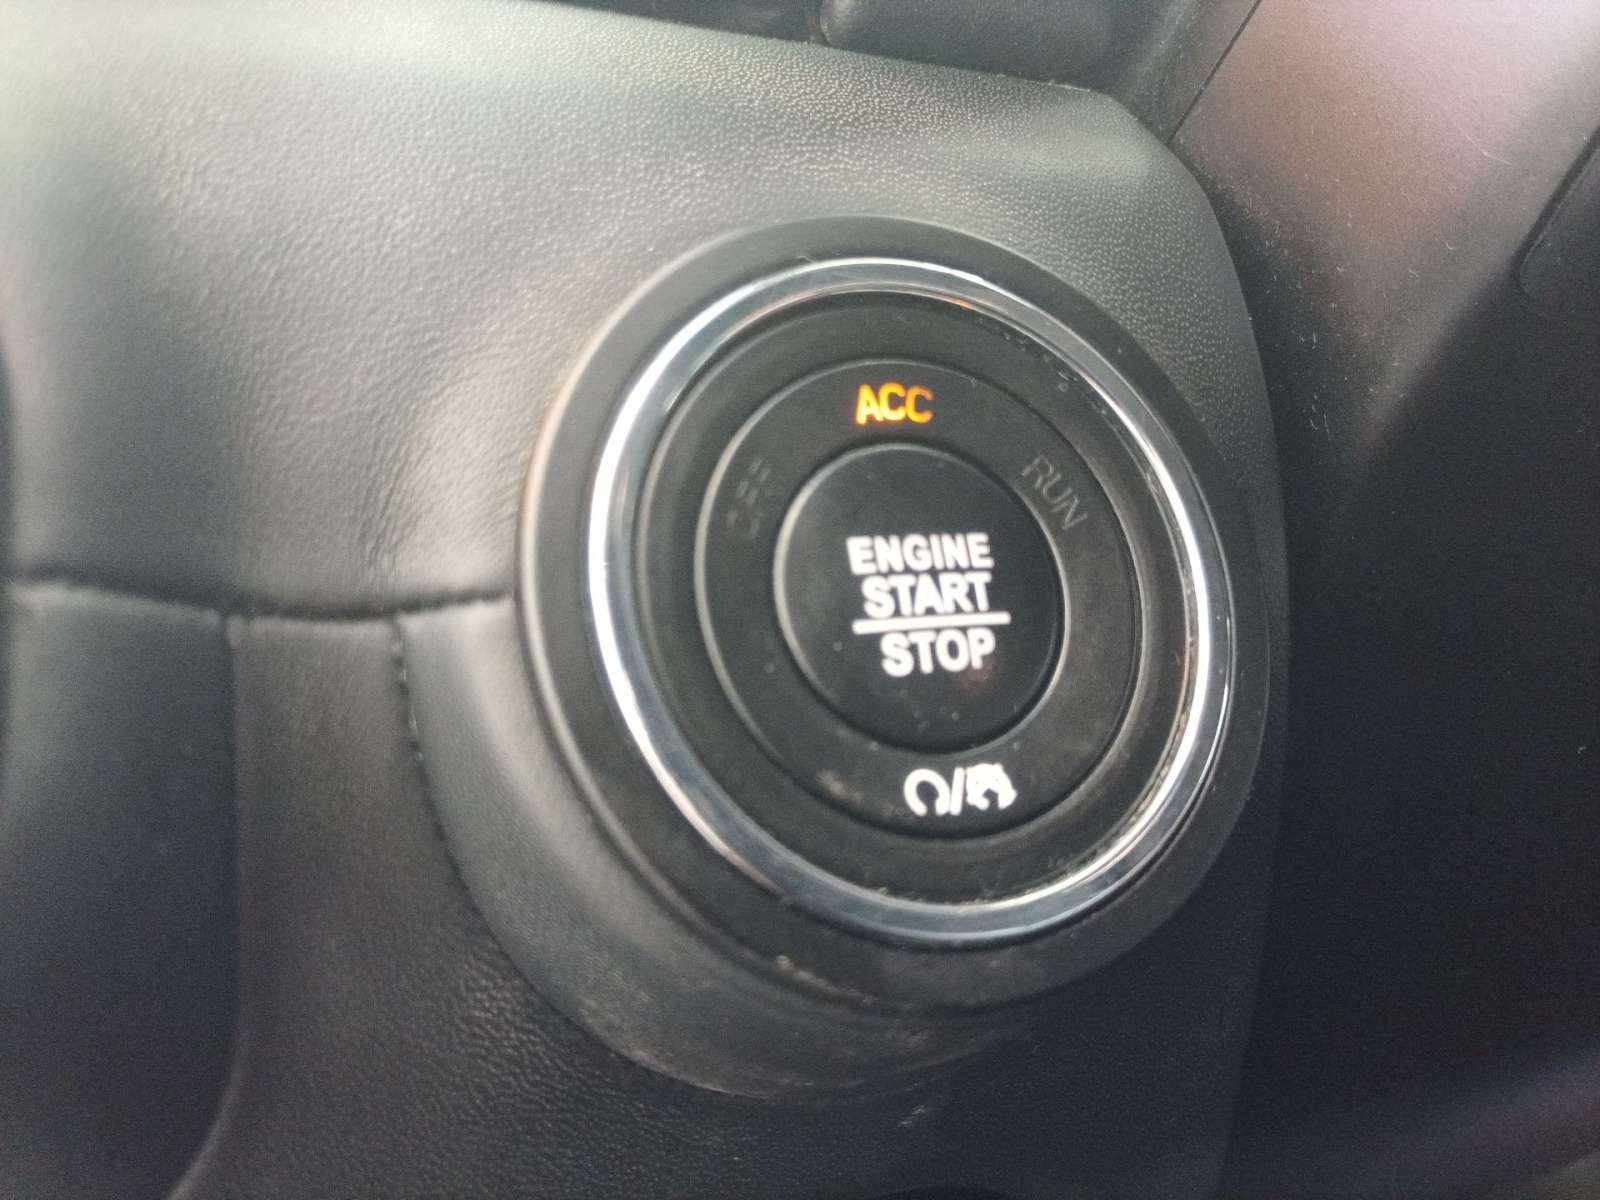 ACC
OFF
RUN
ENGINE
START
STOP